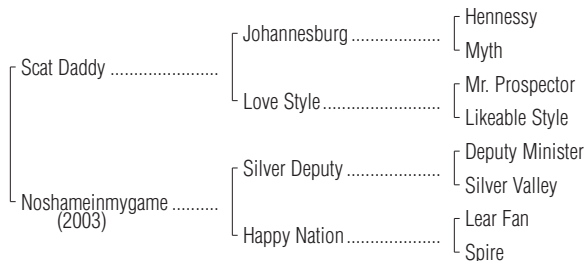 Hennessy
Johannesburg ....................
Myth
Scat Daddy ........................
Mr. Prospector
Love Style.........................
Likeable Style
Deputy Minister
Silver Deputy .....................
Silver Valley
Noshameinmygame ..........
(2003)
Lear Fan
Happy Nation.....................
Spire